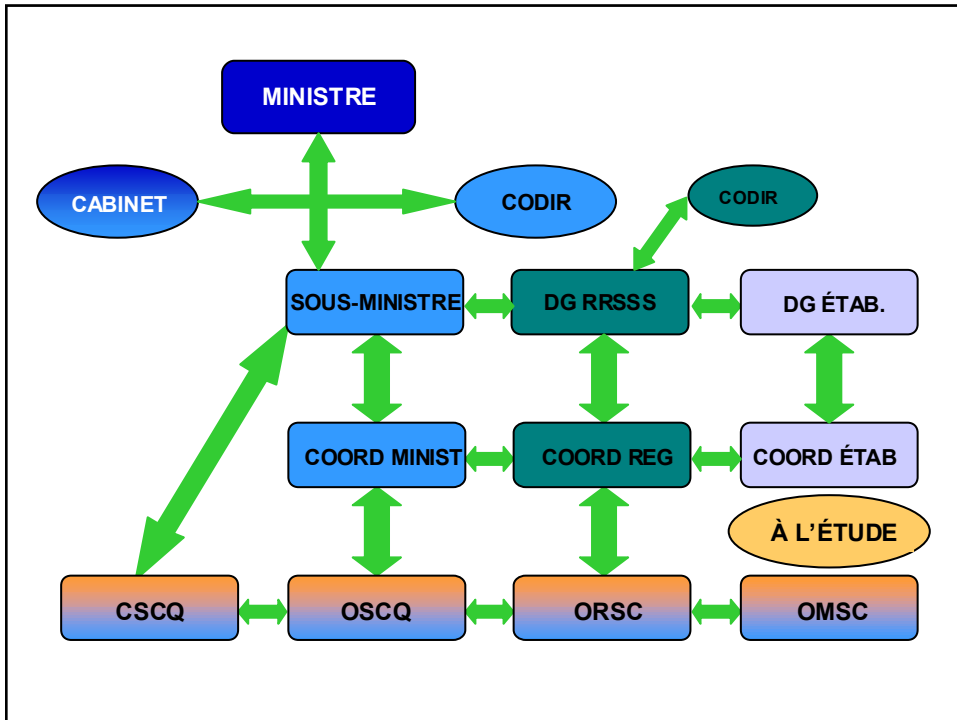 MINISTRE
CABINET
CODIR
CODIR
SOUS-MINISTRE
DG RRSSS
DG ÉTAB.
COORD MINIST
COORD REG
COORD ÉTAB
À L’ÉTUDE
CSCQ
OSCQ
ORSC
OMSC